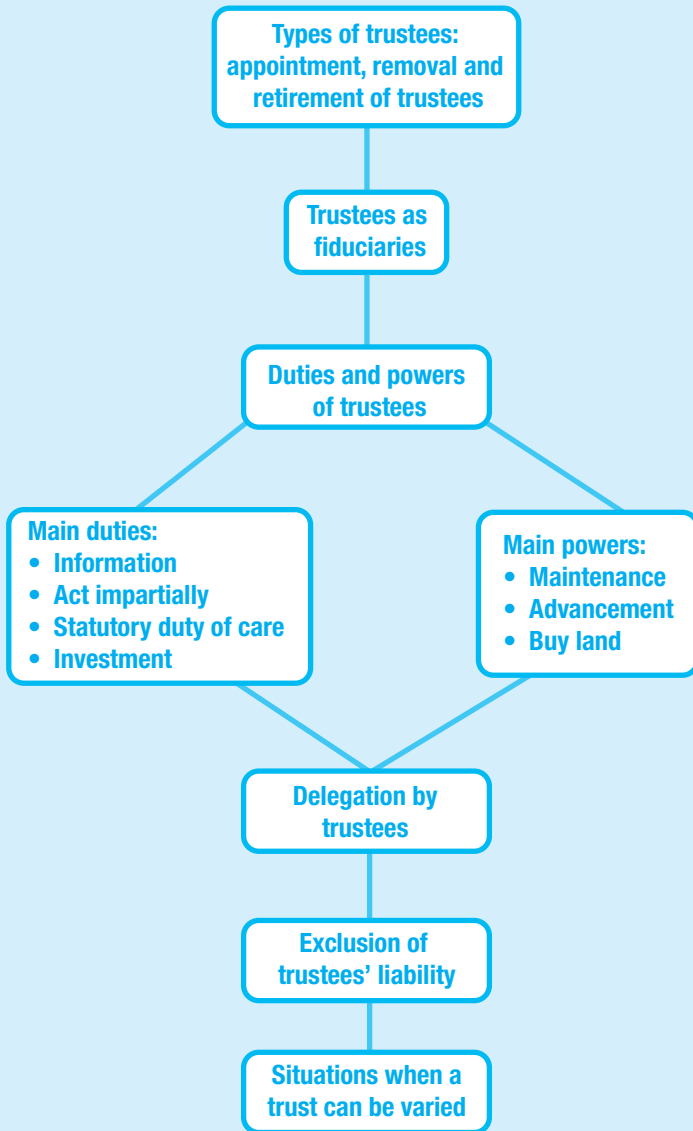 Types of trustees:
appointment, removal and
retirement of trustees
Trustees as
fiduciaries
Duties and powers
of trustees
Main duties:
• Information
• Act impartially
• Statutory duty of care
• Investment
Main powers:
• Maintenance
• Advancement
• Buy land
Delegation by
trustees
Exclusion of
trustees’ liability
Situations when a
trust can be varied